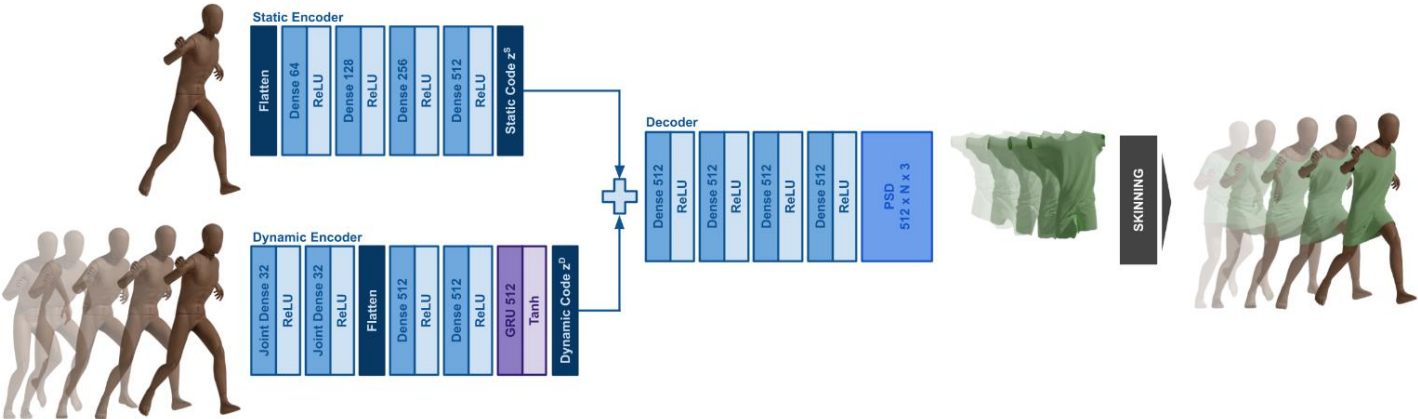 Static Encoder
Flatten
Dense 64
ReLU
Dense 128
ReLU
Dense 256
ReLU
Dense 512
ReLU
Static Code z^S
Dynamic Encoder
Joint Dense 32
ReLU
Joint Dense 32
ReLU
Flatten
Dense 512
ReLU
Dense 512
ReLU
GRU 512
Tanh
Dynamic Code z^D
Decoder
Dense 512
ReLU
Dense 512
ReLU
Dense 512
ReLU
Dense 512
ReLU
PSD
512 x N x 3
SKINNING